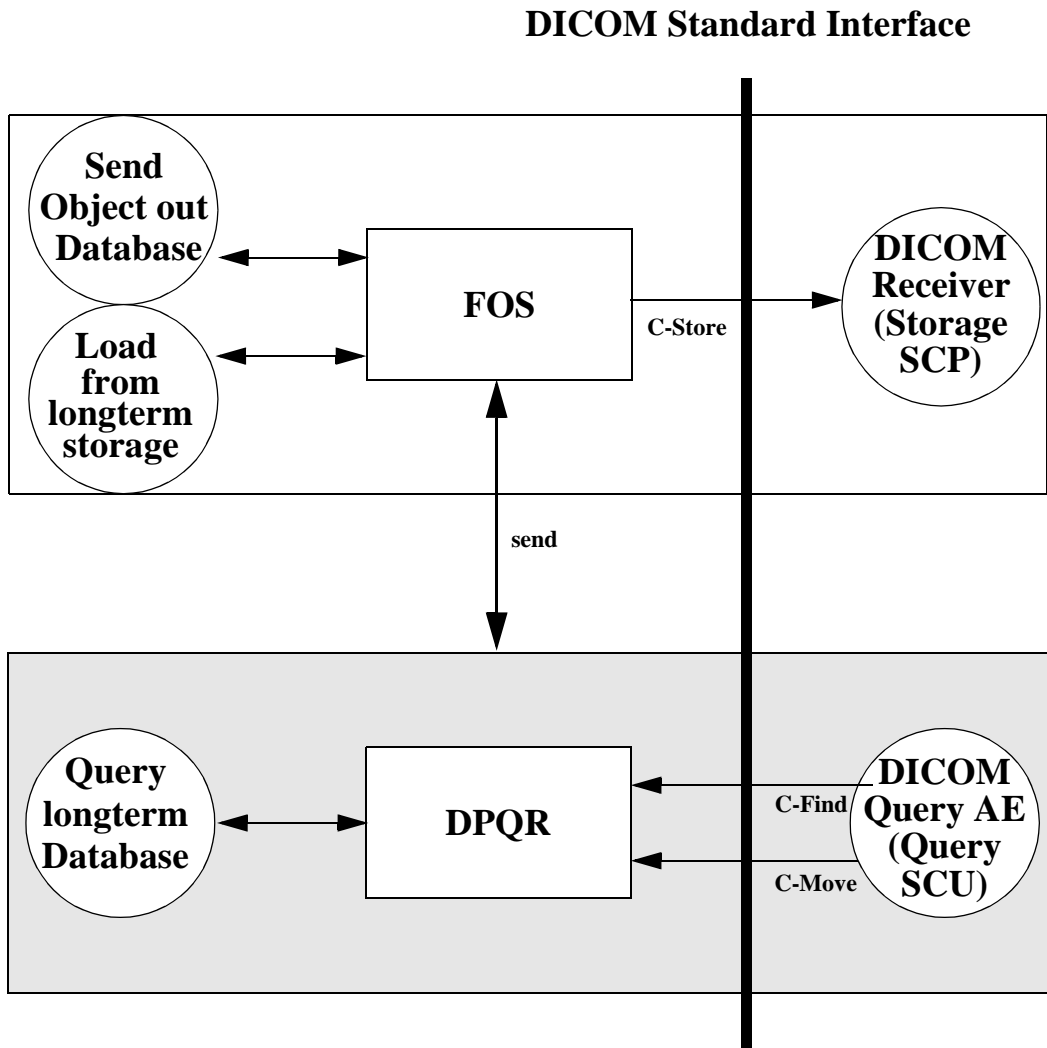 DICOM Standard Interface
Send
Object out
Database
FOS
C-Store
DICOM
Receiver
(Storage
SCP)
Load
from
longterm
storage
send
Query
longterm
Database
DPQR
C-Find
C-Move
DICOM
Query AE
(Query
SCU)